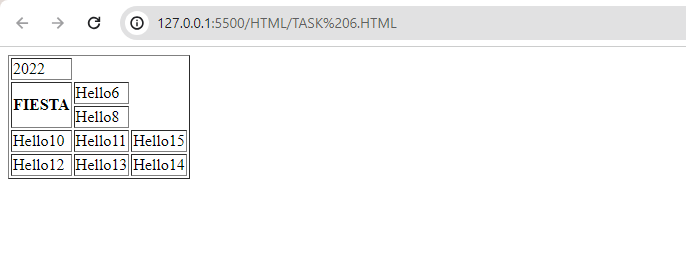 127.0.0.1:5500/HTML/TASK%206.HTML
2022
FIESTA Hello6
Hello8
Hello10 Hello11 Hello15
Hello12 Hello13 Hello14